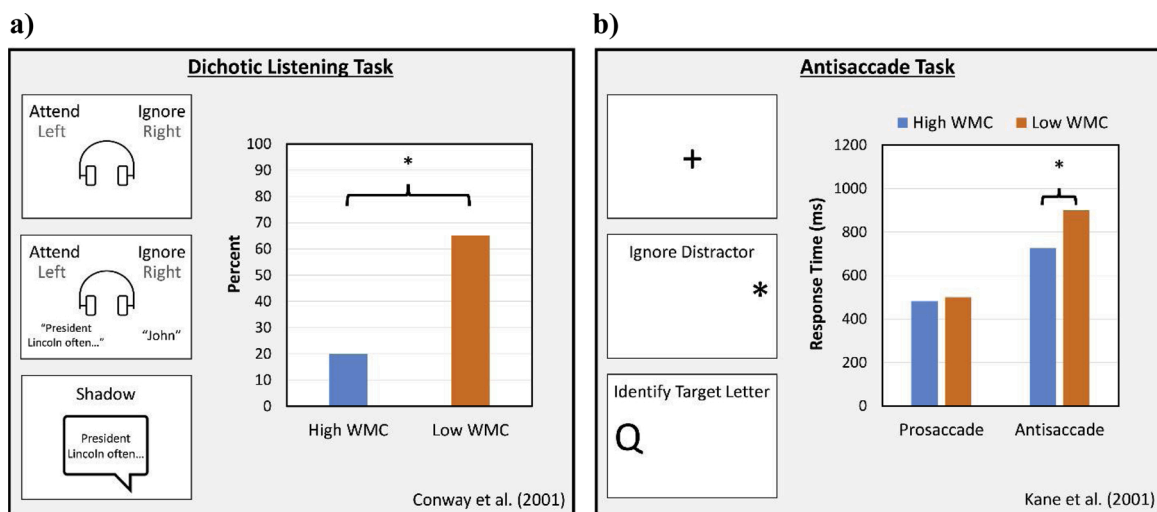 a)
Dichotic Listening Task
Attend Ignore
Left Right
Attend Ignore
Left Right
“President
Lincoln often...”
“John”
Shadow
President
Lincoln often...
Percent
100
90
80
70
60
50
40
30
20
10
0
*
High WMC Low WMC
Conway et al. (2001)
b)
Antisaccade Task
+
Ignore Distractor
*
Identify Target Letter
Q
High WMC Low WMC
Response Time (ms)
1200
1000
800
600
400
200
0
*
Prosaccade Antisaccade
Kane et al. (2001)